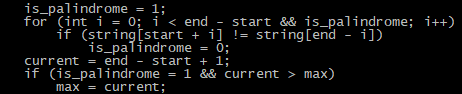 is_palindrome = 1;
for (int i = 0; i < end - start && is_palindrome; i++)
if (string[start + i] != string[end - i])
is_palindrome = 0;
current = end - start + 1;
if (is_palindrome = 1 && current > max)
max = current;